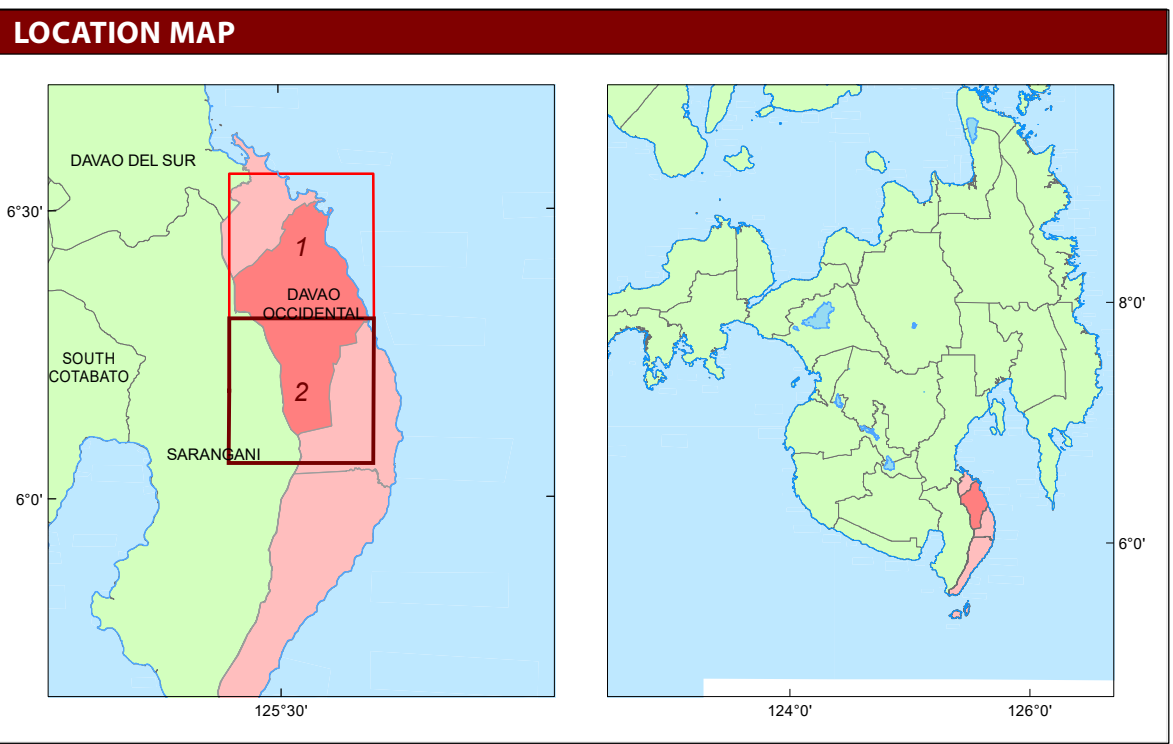 LOCATION MAP
DAVAO DEL SUR
6°30'
1
DAVAO
OCCIDENTAL
SOUTH
COTABATO
2
SARANGANI
6°0'
125°30'
8°0'
6°0'
124°0'
126°0'